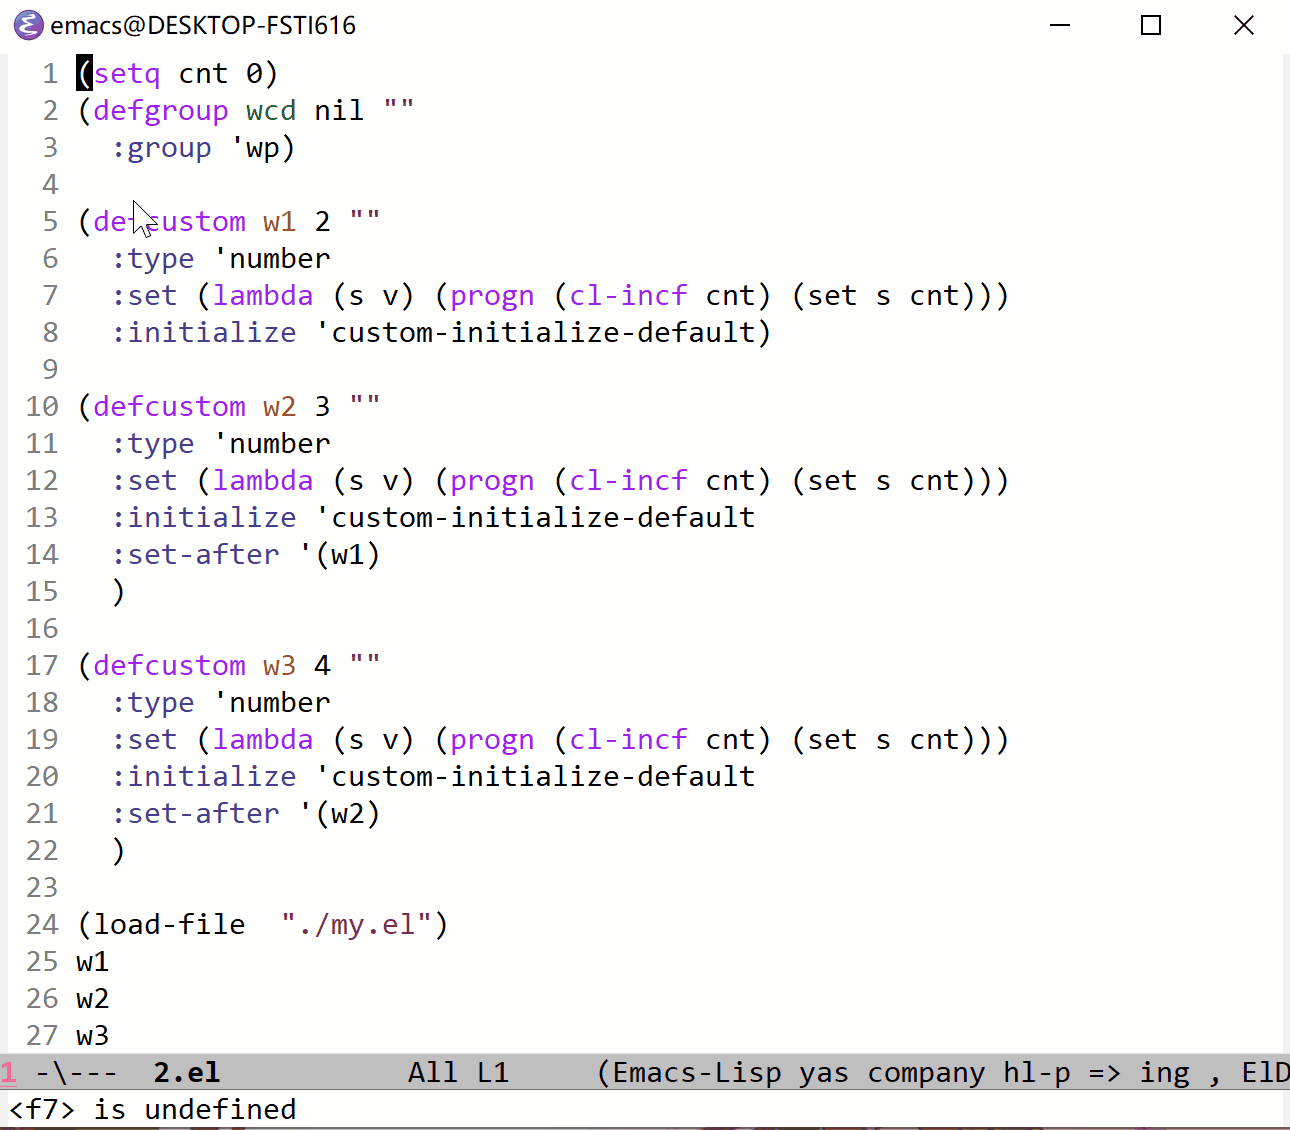 emacs@DESKTOP-FSTI616
1 (setq cnt 0)
2 (defgroup wcd nil ""
3   :group 'wp)
4
5 (defcustom w1 2 ""
6   :type 'number
7   :set (lambda (s v) (progn (cl-incf cnt) (set s cnt)))
8   :initialize 'custom-initialize-default)
9
10 (defcustom w2 3 ""
11   :type 'number
12   :set (lambda (s v) (progn (cl-incf cnt) (set s cnt)))
13   :initialize 'custom-initialize-default
14   :set-after '(w1)
15   )
16
17 (defcustom w3 4 ""
18   :type 'number
19   :set (lambda (s v) (progn (cl-incf cnt) (set s cnt)))
20   :initialize 'custom-initialize-default
21   :set-after '(w2)
22   )
23
24 (load-file  "./my.el")
25 w1
26 w2
27 w3
1 -\---  2.el           All L1     (Emacs-Lisp yas company hl-p => ing , ElD
<f7> is undefined